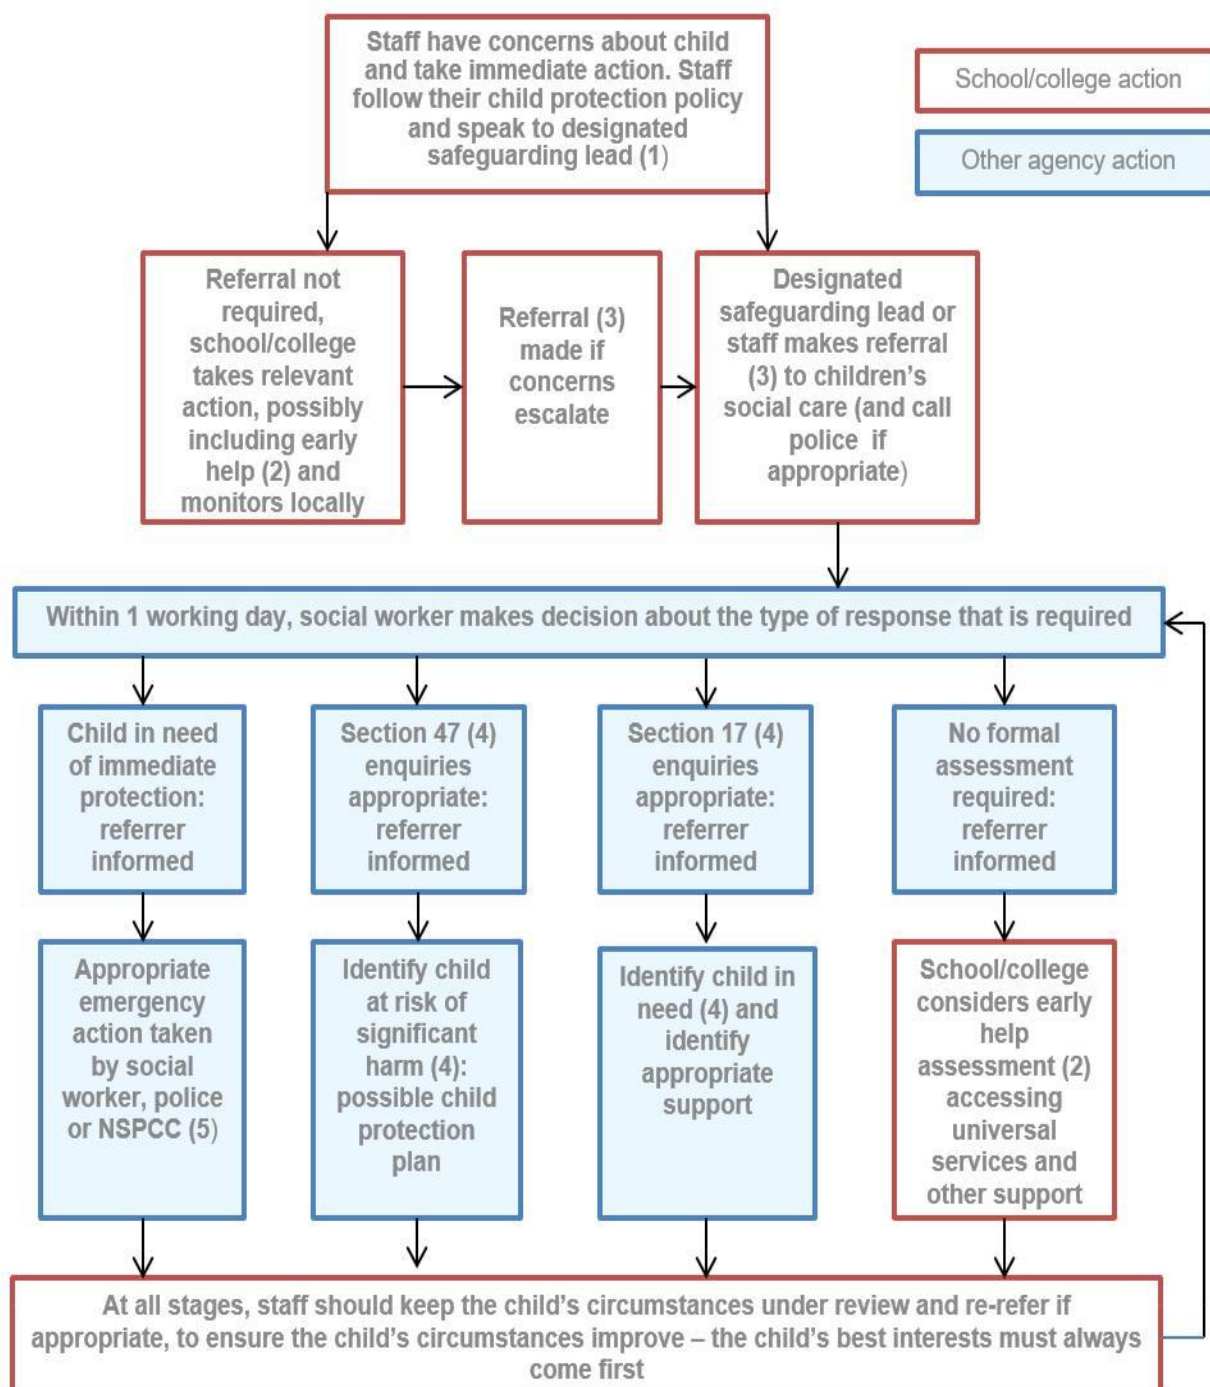 Staff have concerns about child
and take immediate action. Staff
follow their child protection policy
and speak to designated
safeguarding lead (1)
School/college action
Other agency action
Referral not
required,
school/college
takes relevant
action, possibly
including early
help (2) and
monitors locally
Referral (3)
made if
concerns
escalate
Designated
safeguarding lead or
staff makes referral
(3) to children’s
social care (and call
police if
appropriate)
Within 1 working day, social worker makes decision about the type of response that is required
Child in need
of immediate
protection:
referrer
informed
Section 47 (4)
enquiries
appropriate:
referrer
informed
Section 17 (4)
enquiries
appropriate:
referrer
informed
No formal
assessment
required:
referrer
informed
Appropriate
emergency
action taken
by social
worker, police
or NSPCC (5)
Identify child
at risk of
significant
harm (4):
possible child
protection
plan
Identify child in
need (4) and
identify
appropriate
support
School/college
considers early
help
assessment (2)
accessing
universal
services and
other support
At all stages, staff should keep the child’s circumstances under review and re-refer if
appropriate, to ensure the child’s circumstances improve – the child’s best interests must always
come first